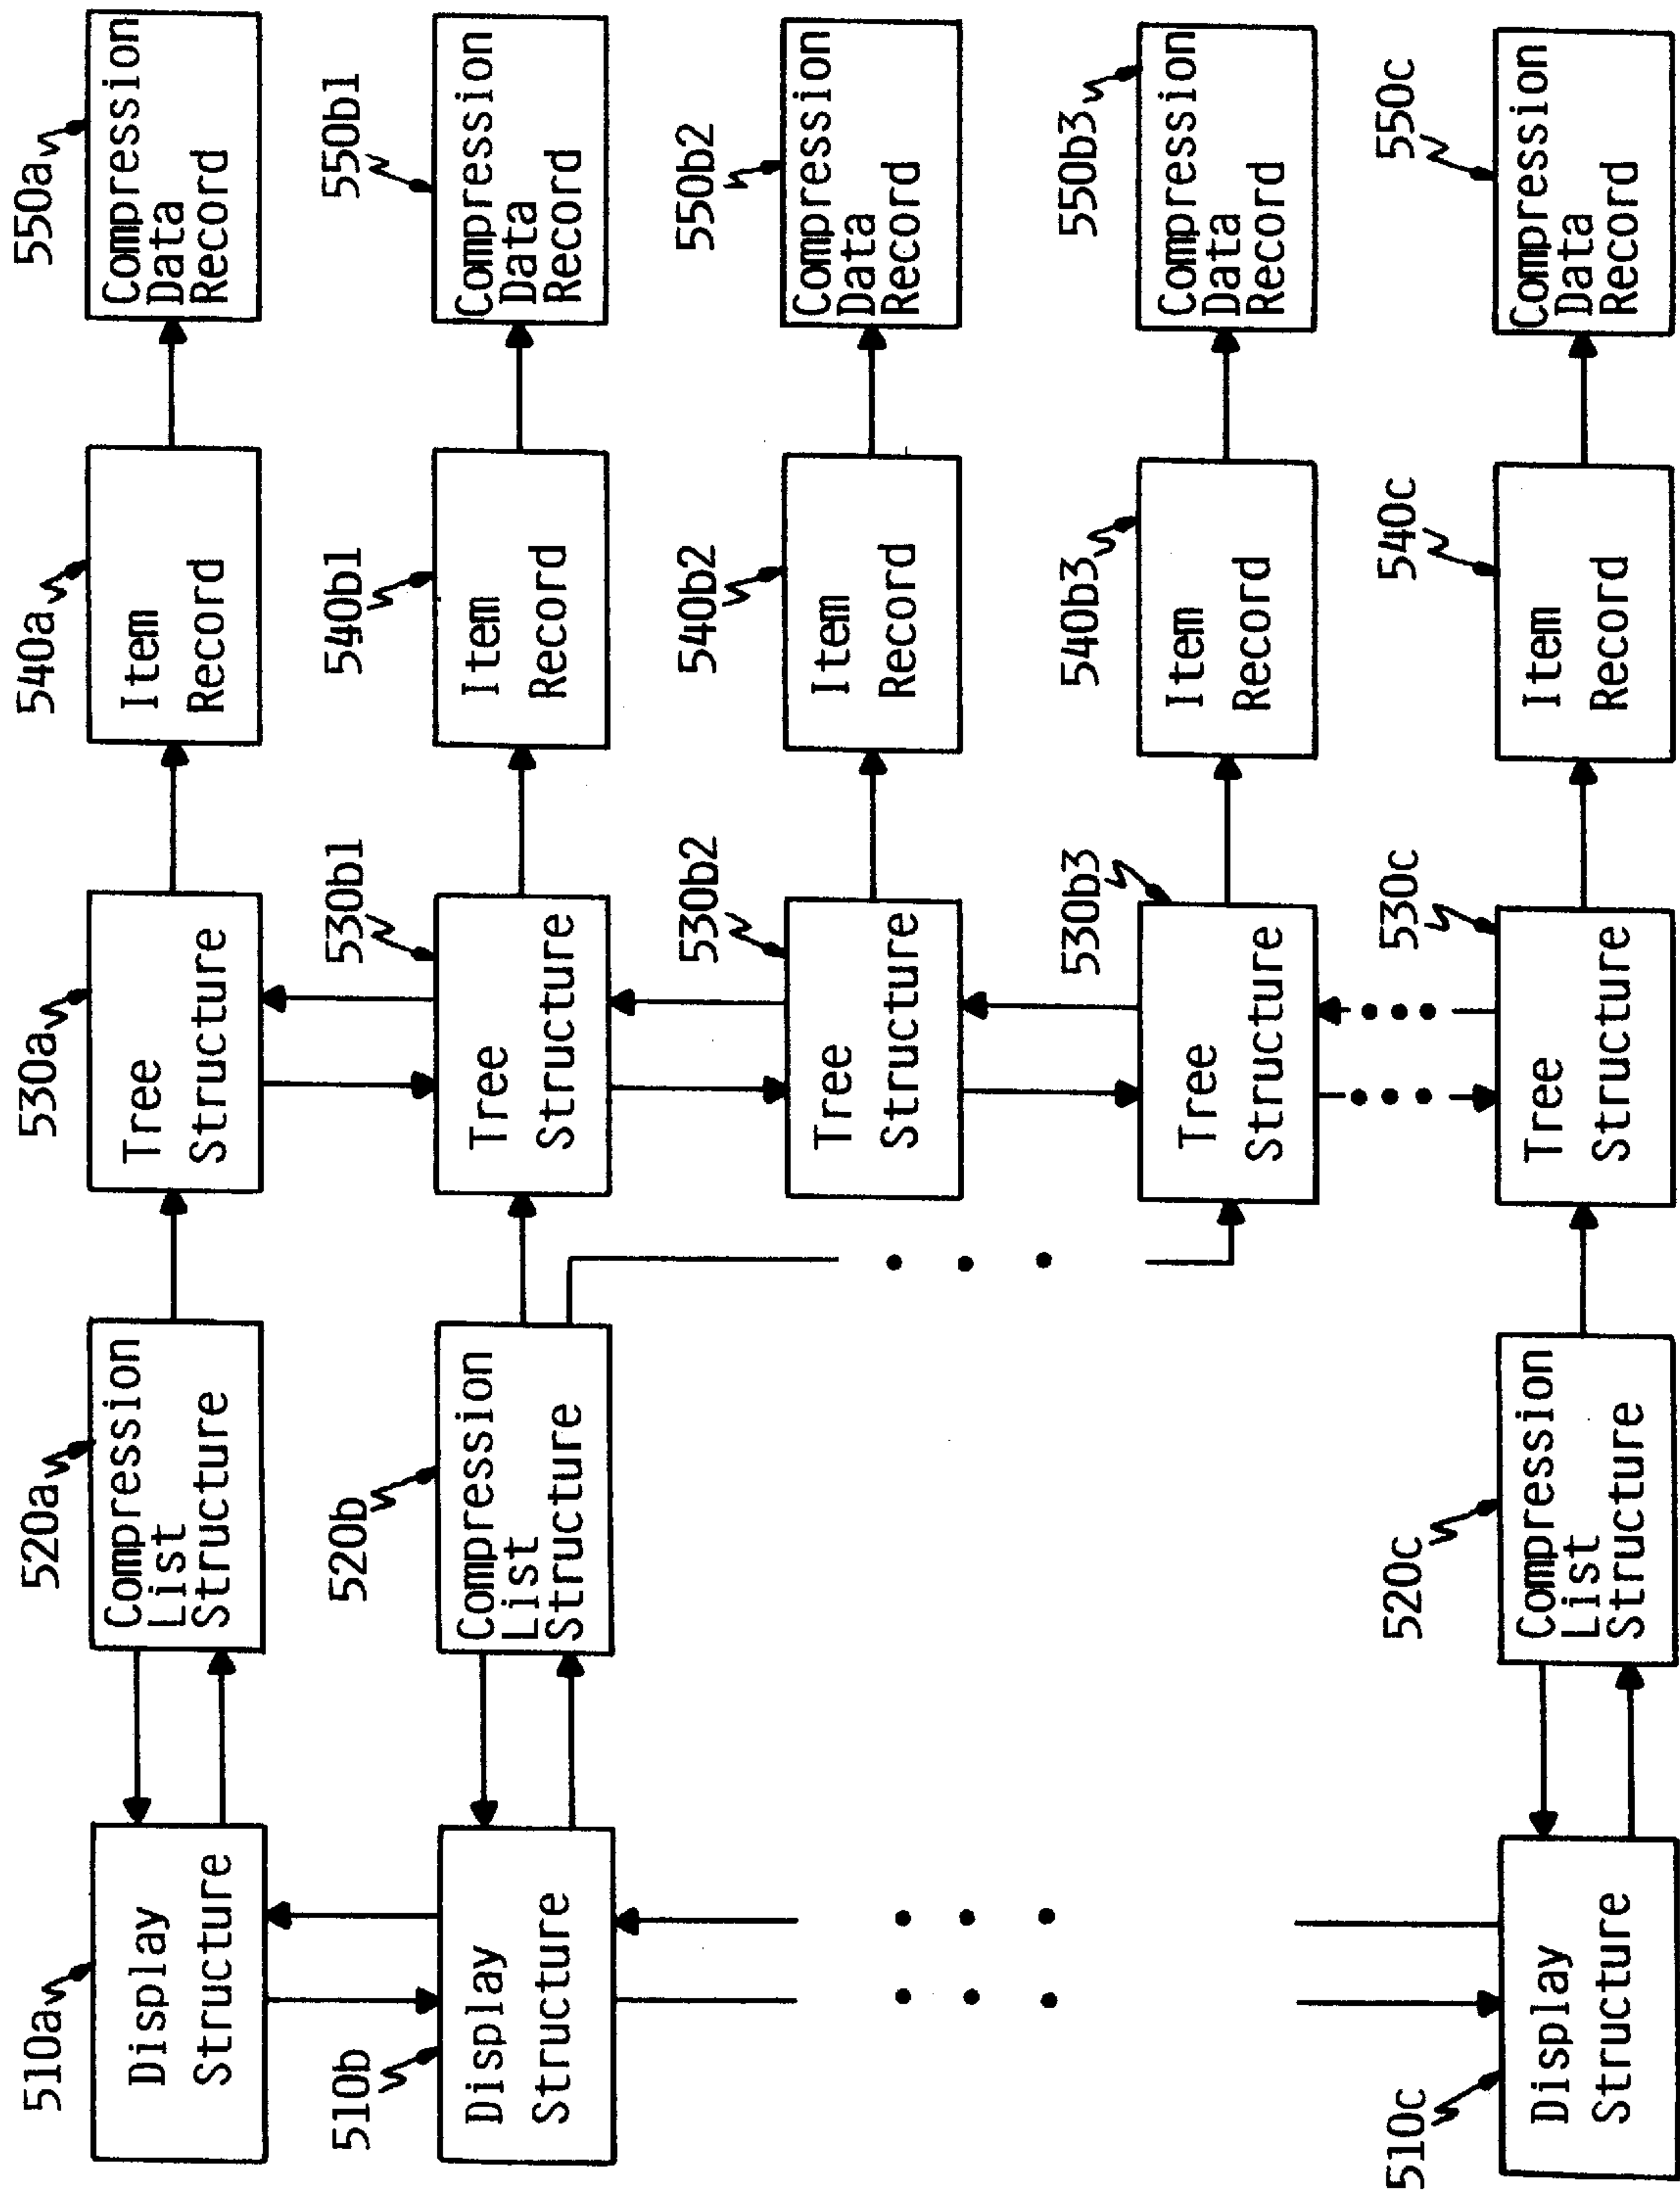 510a
520a
530a
540a
550a
Display
Structure
Compression
List
Structure
Tree
Structure
Item
Record
Compression
Data
Record
510b
520b
530b1
540b1
550b1
Display
Structure
Compression
List
Structure
Tree
Structure
Item
Record
Compression
Data
Record
530b2
540b2
550b2
Tree
Structure
Item
Record
Compression
Data
Record
530b3
540b3
550b3
Tree
Structure
Item
Record
Compression
Data
Record
510c
520c
530c
540c
550c
Display
Structure
Compression
List
Structure
Tree
Structure
Item
Record
Compression
Data
Record